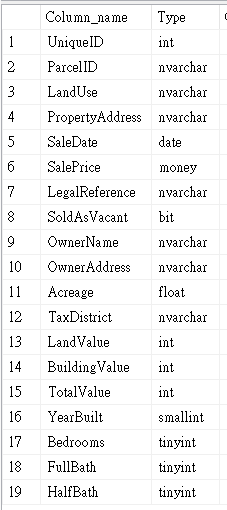 Column_name Type
1 UniqueID int
2 ParcelID nvarchar
3 LandUse nvarchar
4 PropertyAddress nvarchar
5 SaleDate date
6 SalePrice money
7 LegalReference nvarchar
8 SoldAsVacant bit
9 OwnerName nvarchar
10 OwnerAddress nvarchar
11 Acreage float
12 TaxDistrict nvarchar
13 LandValue int
14 BuildingValue int
15 TotalValue int
16 YearBuilt smallint
17 Bedrooms tinyint
18 FullBath tinyint
19 HalfBath tinyint